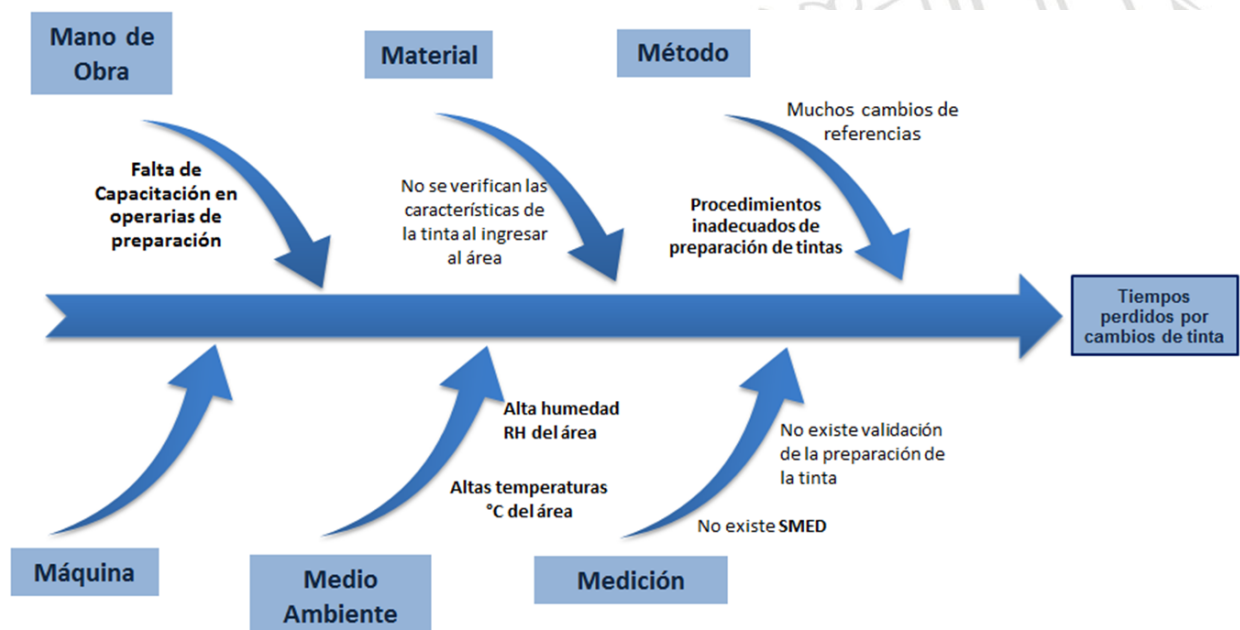 Mano de
Obra
Material
Método
Falta de
Capacitación en
operarias de
preparación
No se verifican las
características de
la tinta al ingresar
al área
Muchos cambios de
referencias
Procedimientos
inadecuados de
preparación de tintas
Tiempos
perdidos por
cambios de tinta
Alta humedad
RH del área
Altas temperaturas
°C del área
No existe validación
de la preparación de
la tinta
No existe SMED
Máquina
Medio
Ambiente
Medición